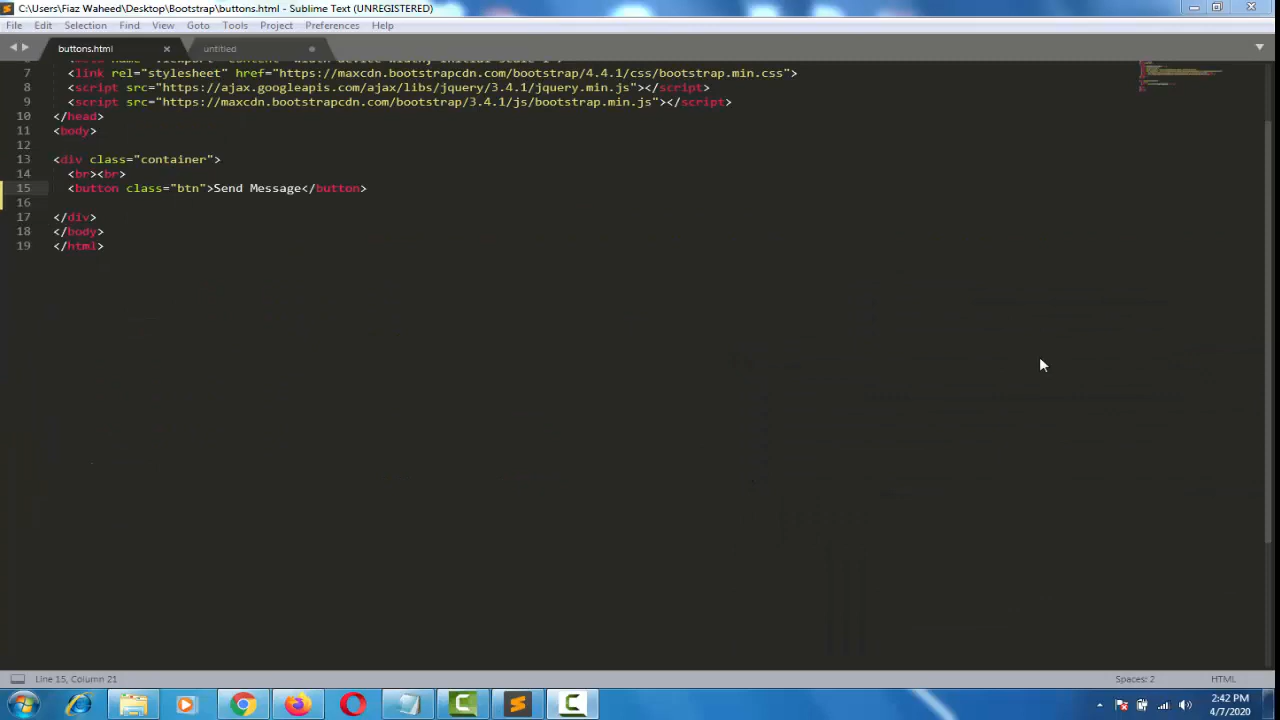 C:\Users\Fiaz Waheed\Desktop\Bootstrap\buttons.html - Sublime Text (UNREGISTERED)
File Edit Selection Find View Goto Tools Project Preferences Help
buttons.html untitled
7 <link rel="stylesheet" href="https://maxcdn.bootstrapcdn.com/bootstrap/4.4.1/css/bootstrap.min.css">
8 <script src="https://ajax.googleapis.com/ajax/libs/jquery/3.4.1/jquery.min.js"></script>
9 <script src="https://maxcdn.bootstrapcdn.com/bootstrap/3.4.1/js/bootstrap.min.js"></script>
10 </head>
11 <body>
12
13 <div class="container">
14 <br><br>
15 <button class="btn">Send Message</button>
16
17 </div>
18 </body>
19 </html>
Line 15, Column 21
Spaces: 2
HTML
2:42 PM
4/7/2020